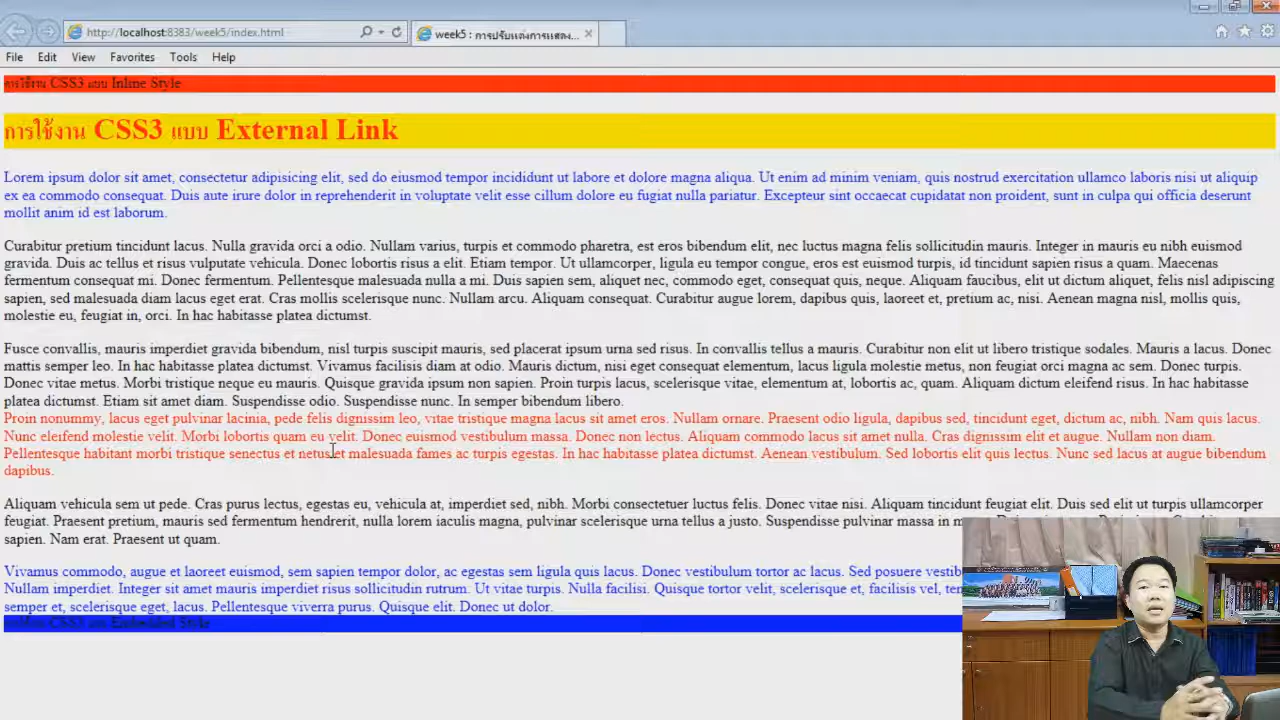 http://localhost:8383/week5/index.html
week5 : การปรับแต่งการแสดง...
File Edit View Favorites Tools Help
การใช้งาน CSS3 แบบ Inline Style
การใช้งาน CSS3 แบบ External Link
Lorem ipsum dolor sit amet, consectetur adipisicing elit, sed do eiusmod tempor incididunt ut labore et dolore magna aliqua. Ut enim ad minim veniam, quis nostrud exercitation ullamco laboris nisi ut aliquip
ex ea commodo consequat. Duis aute irure dolor in reprehenderit in voluptate velit esse cillum dolore eu fugiat nulla pariatur. Excepteur sint occaecat cupidatat non proident, sunt in culpa qui officia deserunt
mollit anim id est laborum.
Curabitur pretium tincidunt lacus. Nulla gravida orci a odio. Nullam varius, turpis et commodo pharetra, est eros bibendum elit, nec luctus magna felis sollicitudin mauris. Integer in mauris eu nibh euismod
gravida. Duis ac tellus et risus vulputate vehicula. Donec lobortis risus a elit. Etiam tempor. Ut ullamcorper, ligula eu tempor congue, eros est euismod turpis, id tincidunt sapien risus a quam. Maecenas
fermentum consequat mi. Donec fermentum. Pellentesque malesuada nulla a mi. Duis sapien sem, aliquet nec, commodo eget, consequat quis, neque. Aliquam faucibus, elit ut dictum aliquet, felis nisl adipiscing
sapien, sed malesuada diam lacus eget erat. Cras mollis scelerisque nunc. Nullam arcu. Aliquam consequat. Curabitur augue lorem, dapibus quis, laoreet et, pretium ac, nisi. Aenean magna nisl, mollis quis,
molestie eu, feugiat in, orci. In hac habitasse platea dictumst.
Fusce convallis, mauris imperdiet gravida bibendum, nisl turpis suscipit mauris, sed placerat ipsum urna sed risus. In convallis tellus a mauris. Curabitur non elit ut libero tristique sodales. Mauris a lacus. Donec
mattis semper leo. In hac habitasse platea dictumst. Vivamus facilisis diam at odio. Mauris dictum, nisi eget consequat elementum, lacus ligula molestie metus, non feugiat orci magna ac sem. Donec turpis.
Donec vitae metus. Morbi tristique neque eu mauris. Quisque gravida ipsum non sapien. Proin turpis lacus, scelerisque vitae, elementum at, lobortis ac, quam. Aliquam dictum eleifend risus. In hac habitasse
platea dictumst. Etiam sit amet diam. Suspendisse odio. Suspendisse nunc. In semper bibendum libero.
Proin nonummy, lacus eget pulvinar lacinia, pede felis dignissim leo, vitae tristique magna lacus sit amet eros. Nullam ornare. Praesent odio ligula, dapibus sed, tincidunt eget, dictum ac, nibh. Nam quis lacus.
Nunc eleifend molestie velit. Morbi lobortis quam eu velit. Donec euismod vestibulum massa. Donec non lectus. Aliquam commodo lacus sit amet nulla. Cras dignissim elit et augue. Nullam non diam.
Pellentesque habitant morbi tristique senectus et netus et malesuada fames ac turpis egestas. In hac habitasse platea dictumst. Aenean vestibulum. Sed lobortis elit quis lectus. Nunc sed lacus at augue bibendum
dapibus.
Aliquam vehicula sem ut pede. Cras purus lectus, egestas eu, vehicula at, imperdiet sed, nibh. Morbi consectetuer luctus felis. Donec vitae nisi. Aliquam tincidunt feugiat elit. Duis sed elit ut turpis ullamcorper
feugiat. Praesent pretium, mauris sed fermentum hendrerit, nulla lorem iaculis magna, pulvinar scelerisque urna tellus a justo. Suspendisse pulvinar massa in
sapien. Nam erat. Praesent ut quam.
Vivamus commodo, augue et laoreet euismod, sem sapien tempor dolor, ac egestas sem ligula quis lacus. Donec vestibulum tortor ac lacus. Sed posuere vestib
Nullam imperdiet. Integer sit amet mauris imperdiet risus sollicitudin rutrum. Ut vitae turpis. Nulla facilisi. Quisque tortor velit, scelerisque et, facilisis vel, ten
semper et, scelerisque eget, lacus. Pellentesque viverra purus. Quisque elit. Donec ut dolor.
การใช้งาน CSS3 แบบ Embedded Style